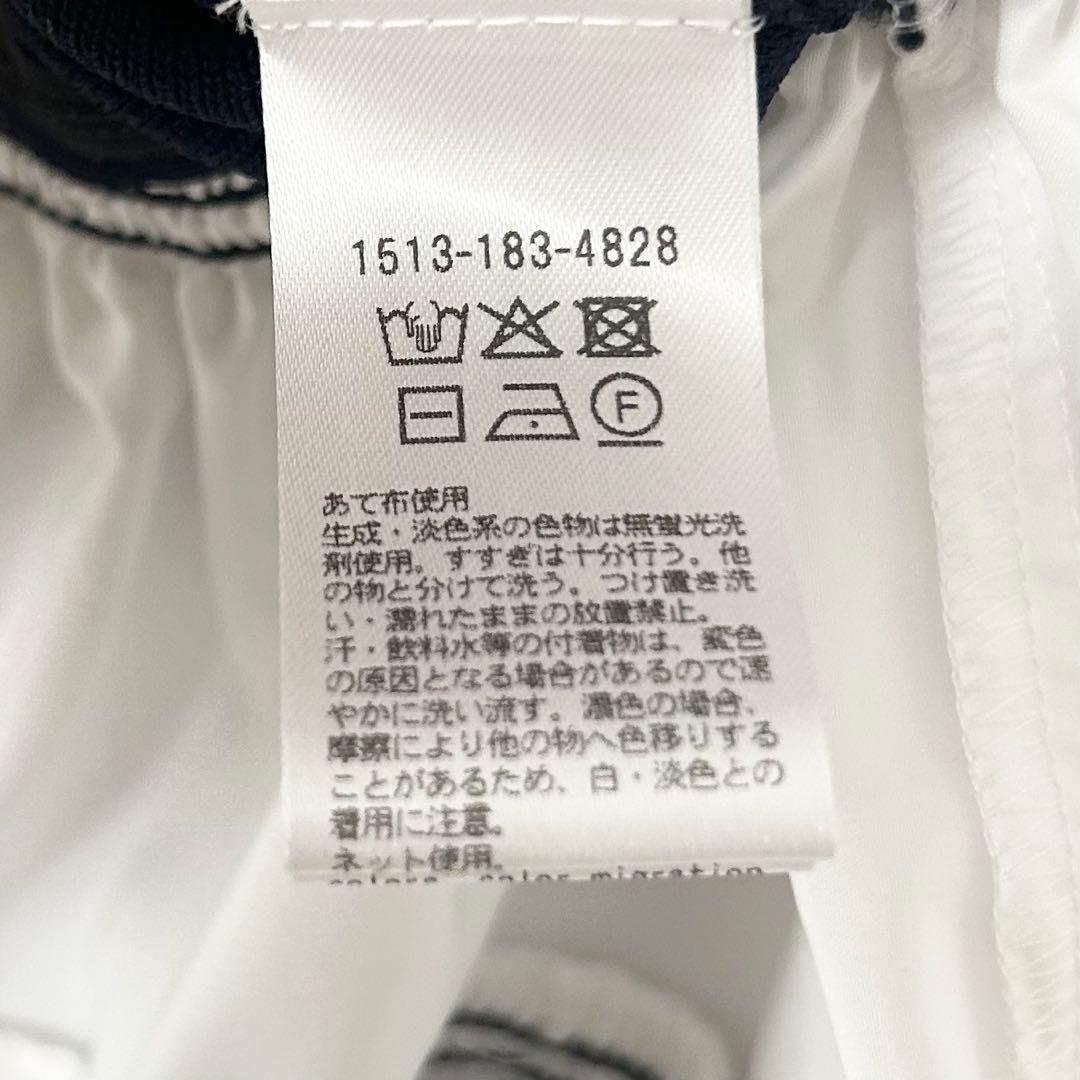 1513-183-4828
F
あて布使用
生成・淡色系の色物は無蛍光洗
剤使用。すすぎは十分行う。他
の物と分けて洗う。つけ置き洗
い・濡れたままの放置禁止。
汗・飲料水等の付着物は、変色
の原因となる場合があるので速
やかに洗い流す。濃色の場合、
摩擦により他の物へ色移りする
ことがあるため、白・淡色との
着用に注意。
ネット使用。
color migration